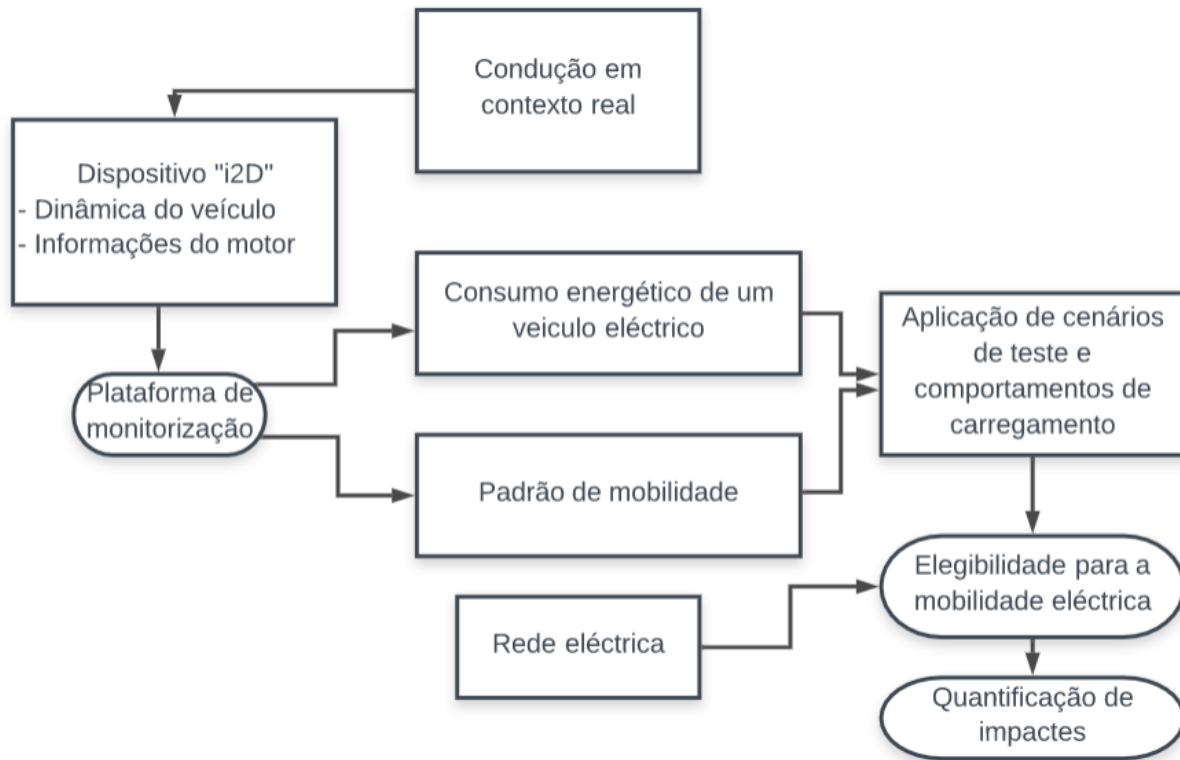 Condução em
contexto real
Dispositivo "i2D"
- Dinâmica do veículo
- Informações do motor
Plataforma de
monitorização
Consumo energético de um
veiculo eléctrico
Padrão de mobilidade
Aplicação de cenários
de teste e
comportamentos de
carregamento
Rede eléctrica
Elegibilidade para a
mobilidade eléctrica
Quantificação de
impactes